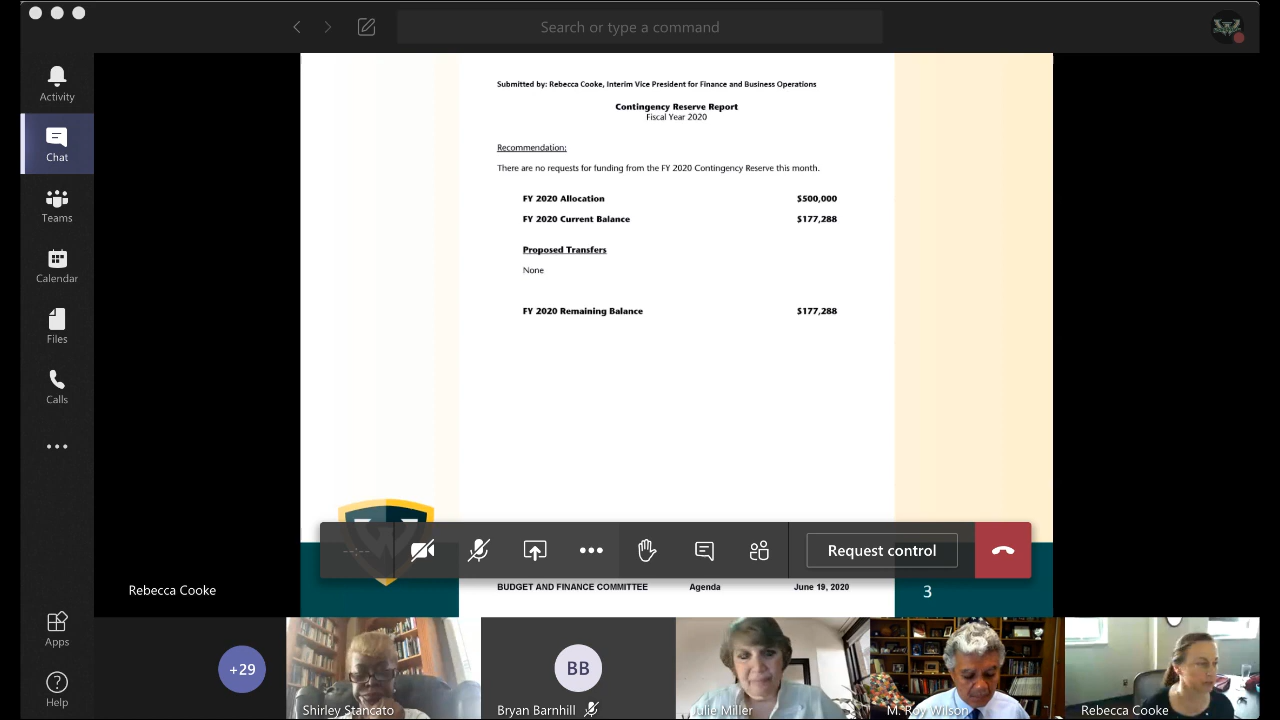 Search or type a command
Activity
Chat
Teams
Calendar
Files
Calls
Apps
Help
Submitted by: Rebecca Cooke, Interim Vice President for Finance and Business Operations
Contingency Reserve Report
Fiscal Year 2020
Recommendation:
There are no requests for funding from the FY 2020 Contingency Reserve this month.
FY 2020 Allocation $500,000
FY 2020 Current Balance $177,288
Proposed Transfers
None
FY 2020 Remaining Balance $177,288
Request control
BUDGET AND FINANCE COMMITTEE Agenda June 19, 2020 3
Rebecca Cooke
+29
BB
Shirley Stancato
Bryan Barnhill
Julie Miller
M. Roy Wilson
Rebecca Cooke